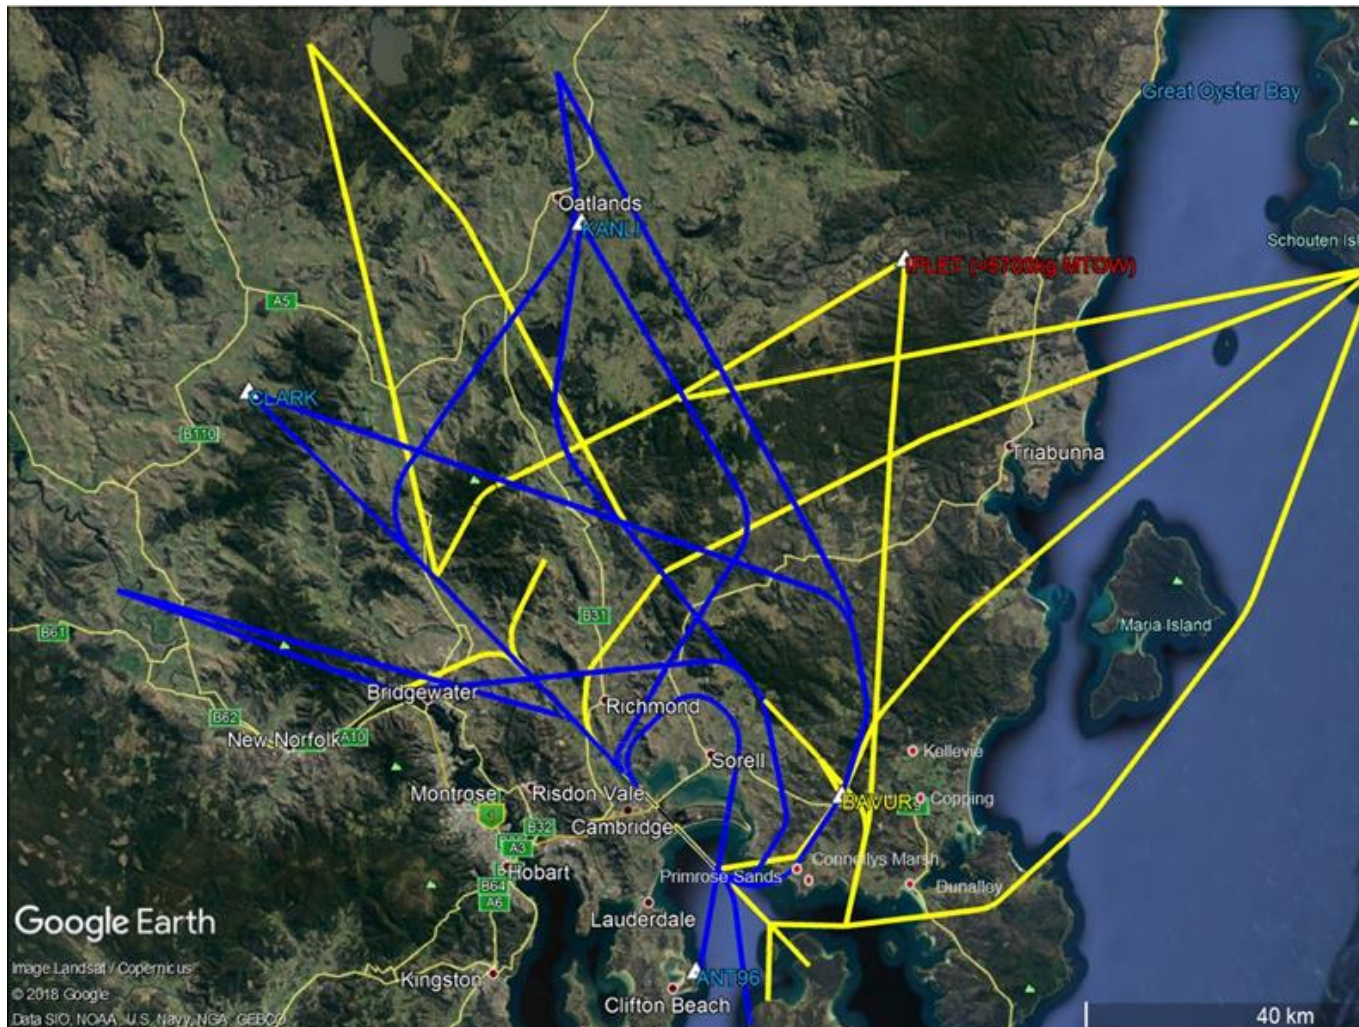 Great Oyster Bay
Oatlands
KANLI
Schouten Isl
IPLET (>5700kg MTOW)
A5
CLARK
B110
Triabunna
B31
Maria Island
B61
Bridgewater
Richmond
B62
New Norfolk
A10
Kellevie
Sorell
Montrose
Risdon Vale
BAVUR
Copping
Cambridge
B32
A3
Connellys Marsh
Hobart
Primrose Sands
Dunalley
B64
A6
Lauderdale
Google Earth
Kingston
ANT96
Clifton Beach
Image Landsat / Copernicus
© 2018 Google
Data SIO, NOAA, U.S. Navy, NGA, GEBCO
40 km